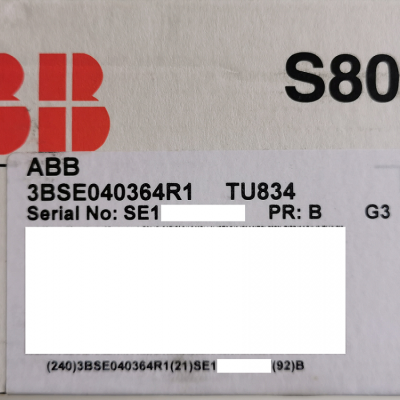 ABB
S80
ABB
3BSE040364R1 TU834
Serial No: SE1 PR: B G3
(240)3BSE040364R1(21)SE1 (92)B